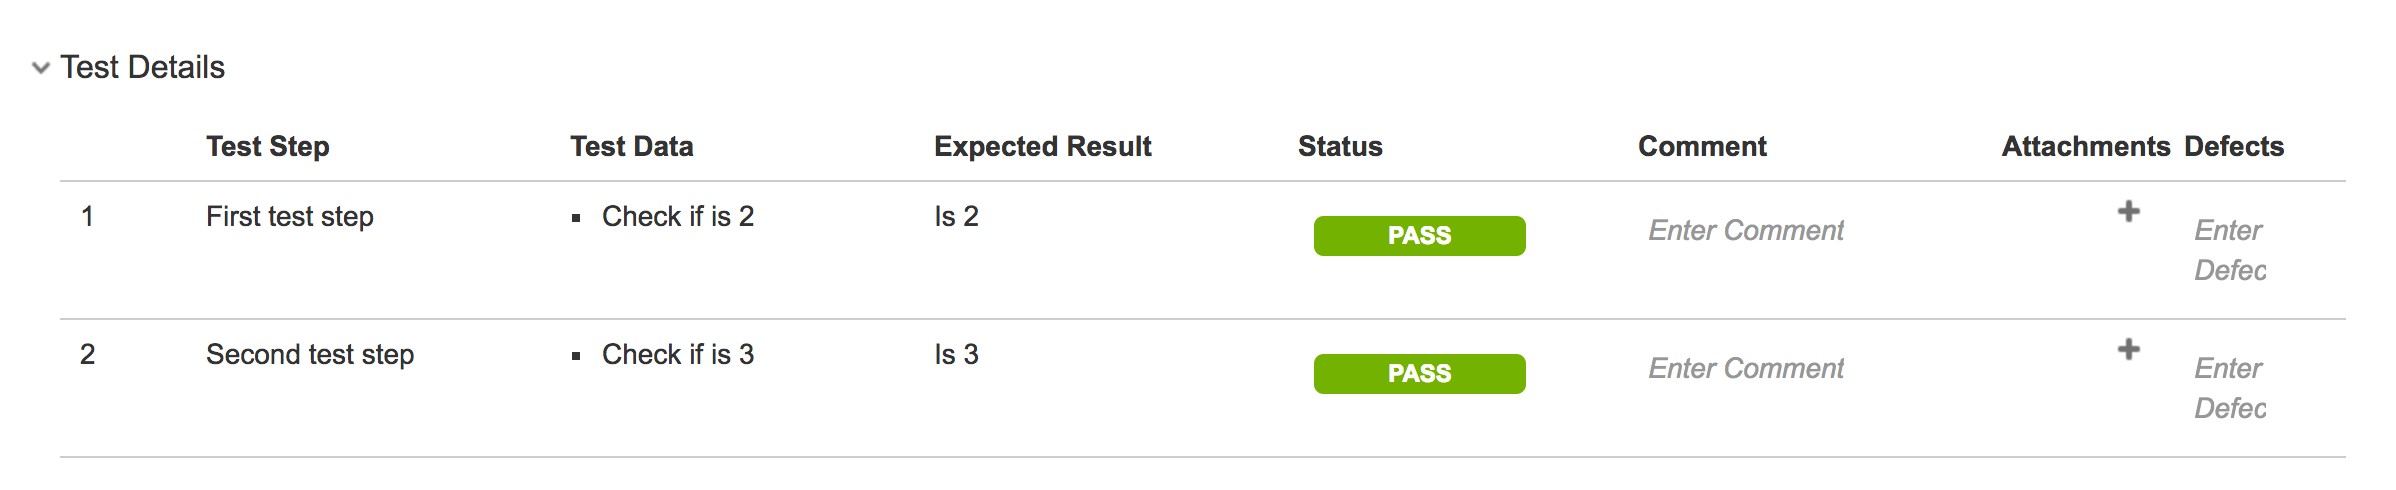 Test Details
Test Step Test Data Expected Result Status Comment Attachments Defects
1 First test step ▪ Check if is 2 Is 2 PASS Enter Comment Enter
Defec
2 Second test step ▪ Check if is 3 Is 3 PASS Enter Comment Enter
Defec